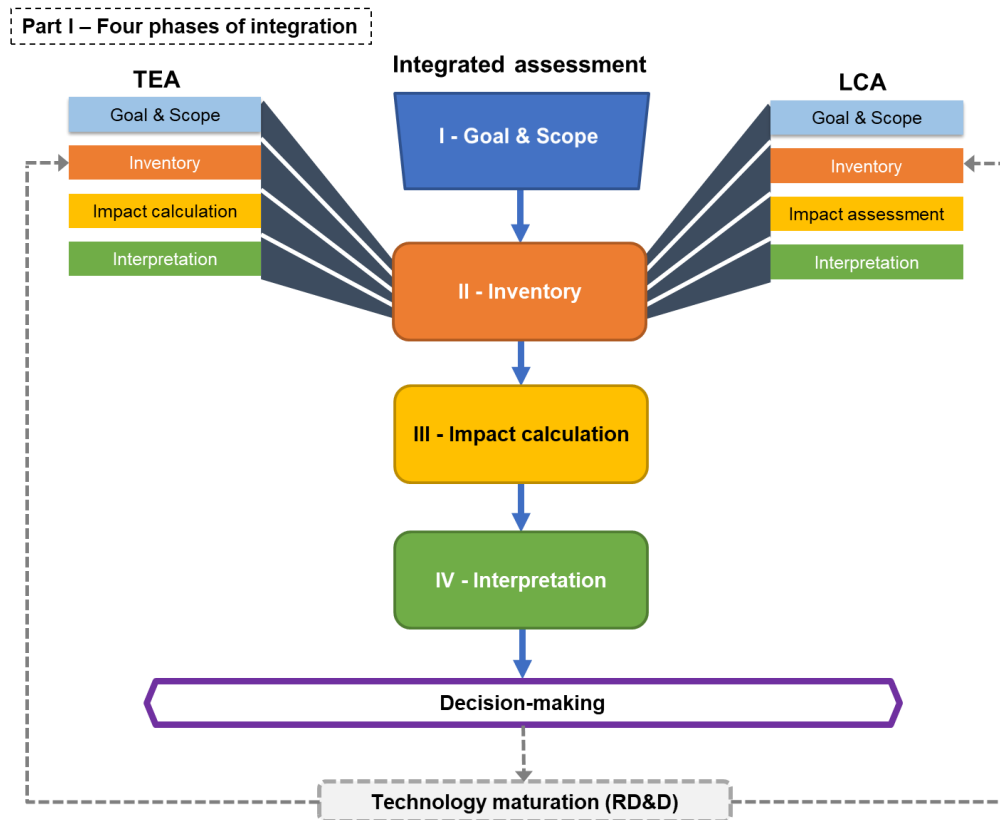 Part I – Four phases of integration
Integrated assessment
TEA
LCA
Goal & Scope
Inventory
Impact calculation
Interpretation
I - Goal & Scope
II - Inventory
III - Impact calculation
IV - Interpretation
Goal & Scope
Inventory
Impact assessment
Interpretation
Decision-making
Technology maturation (RD&D)